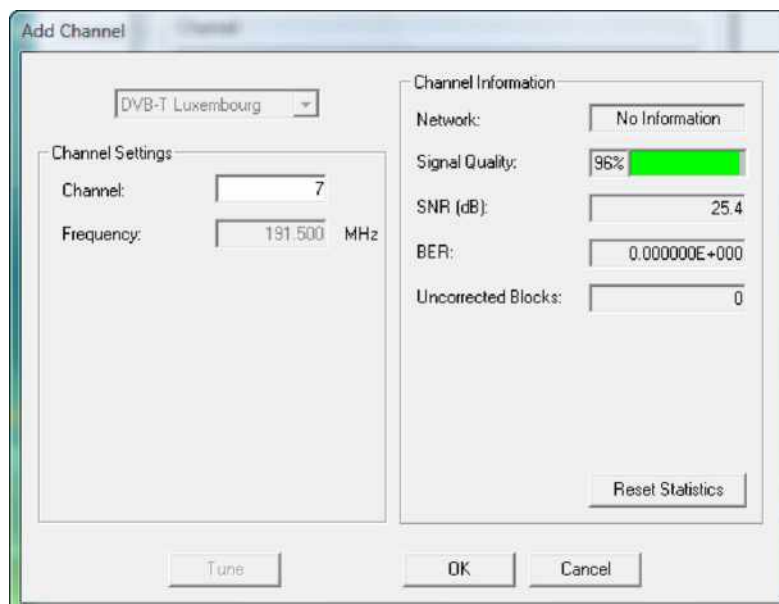 Add Channel
DVB-T Luxembourg
Channel Settings
Channel: 7
Frequency: 191.500 MHz
Channel Information
Network: No Information
Signal Quality: 96%
SNR (dB): 25.4
BER: 0.000000E+000
Uncorrected Blocks: 0
Reset Statistics
Tune
OK
Cancel